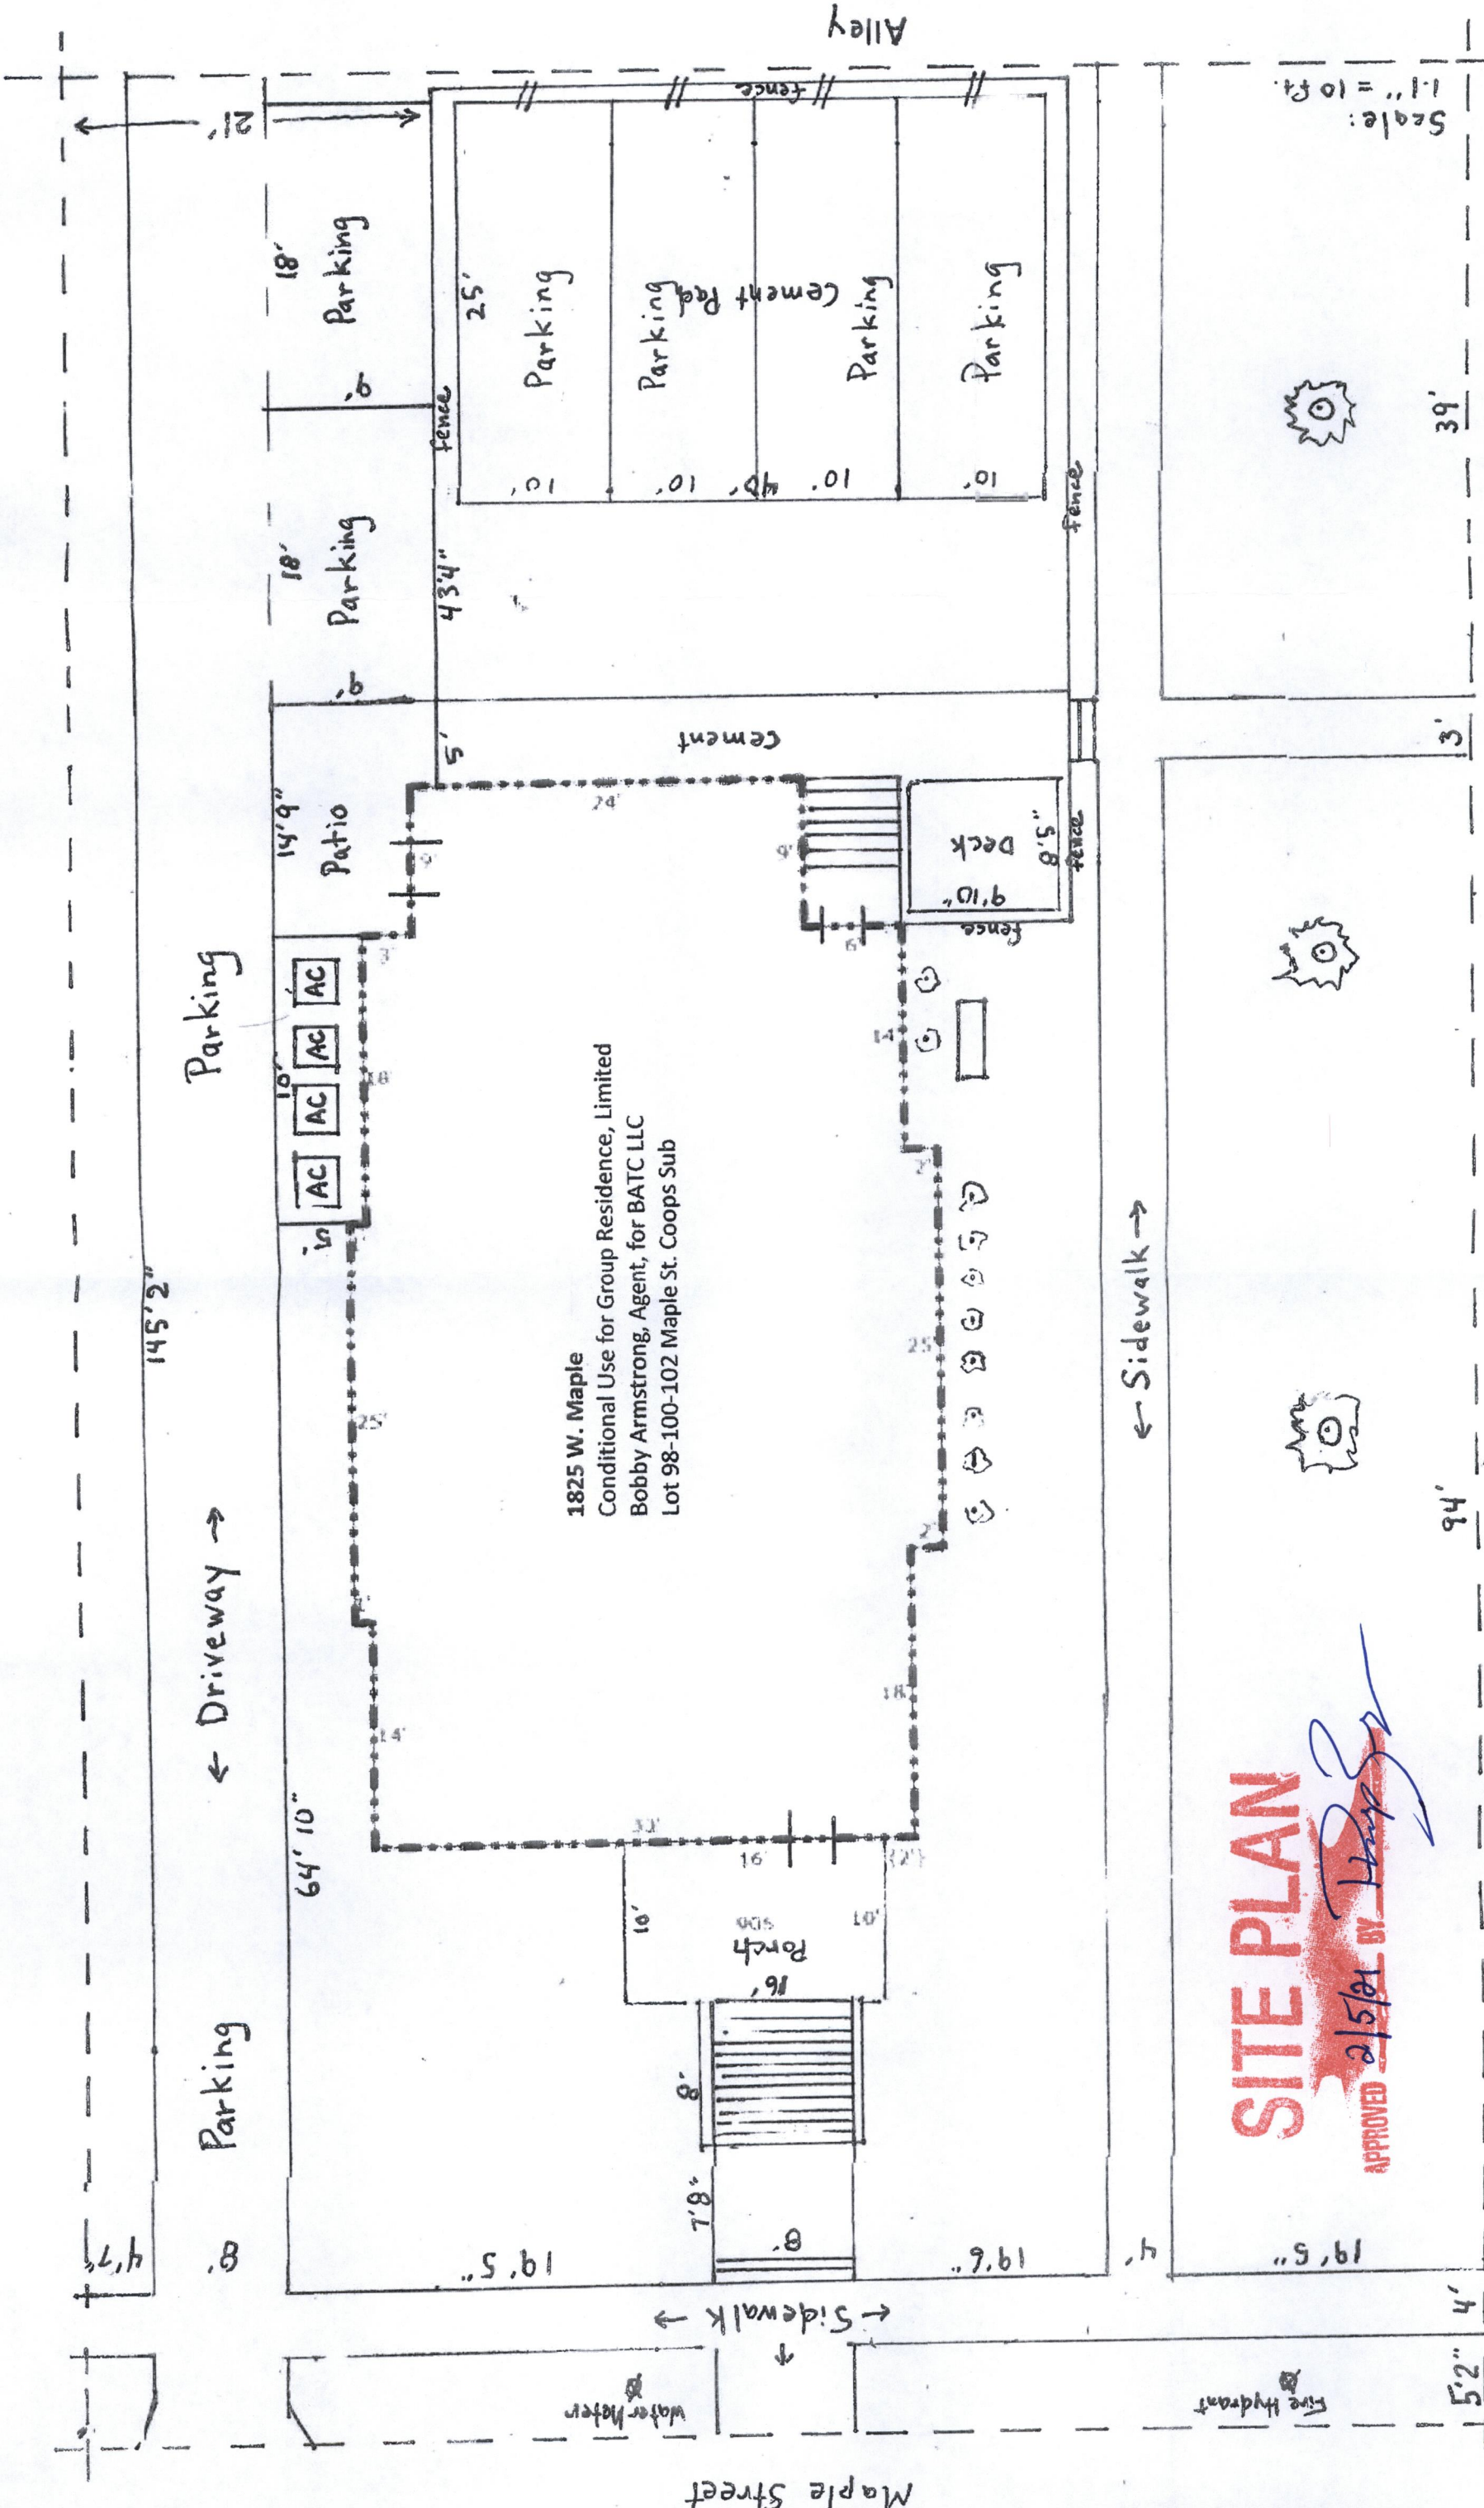 Alley
21'
Scale:
1-1" = 10 ft.
fence
18'
Parking
9'
18'
Parking
9'
fence
43'4"
25'
Parking
Parking
Cement Pad
Parking
Parking
10'
10'
40'
10'
10'
fence
39'
3'
5'
Cement
14'9"
Patio
9'
24'
9'
Deck
8'5"
9'10"
fence
fence
6'
3'
Parking
10'
AC
AC
AC
AC
5'
18'
14
145'2"
25'
1825 W. Maple
Conditional Use for Group Residence, Limited
Bobby Armstrong, Agent, for BATC LLC
Lot 98-100-102 Maple St. Coops Sub
25'
2'
← Sidewalk →
94'
← Driveway →
64' 10"
14'
18'
16'
(2')
10'
10'
Porch
16'
8'
7'8"
8'
Parking
4'7"
8'
19'5"
19'6"
4'
19'5"
← Sidewalk →
4'
5'2"
Water Meter
Fire Hydrant
Maple Street
SITE PLAN
APPROVED 2/5/21 BY